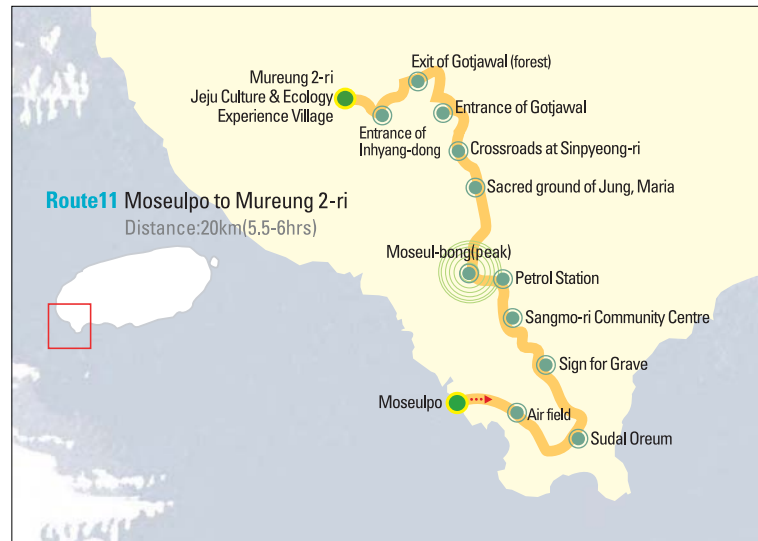 Exit of Gotjawal (forest)
Mureung 2-ri
Jeju Culture & Ecology
Experience Village
Entrance of Gotjawal
Entrance of
Inhyang-dong
Crossroads at Sinpyeong-ri
Sacred ground of Jung, Maria
Route11 Moseulpo to Mureung 2-ri
Distance:20km(5.5-6hrs)
Moseul-bong(peak)
Petrol Station
Sangmo-ri Community Centre
Sign for Grave
Moseulpo
Air field
Sudal Oreum